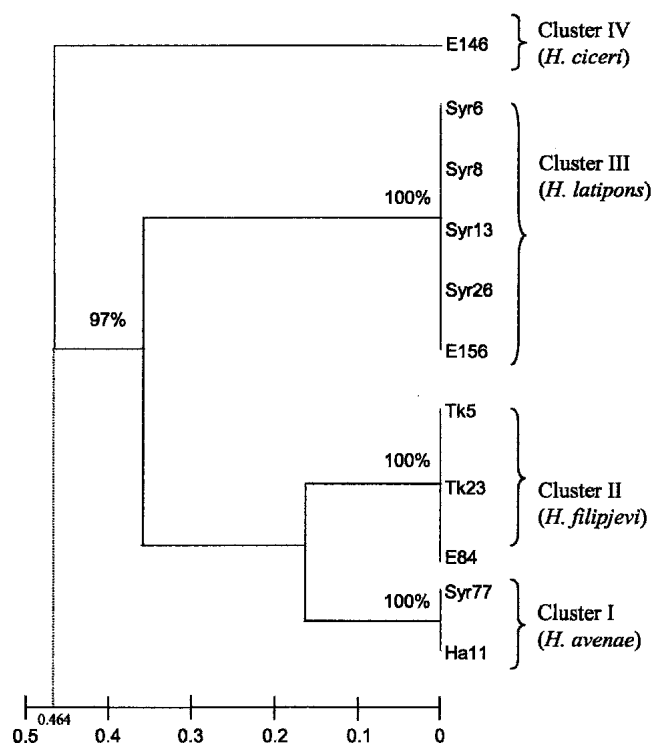 E146
Cluster IV
(H. ciceri)
Syr6
Syr8
100%
Syr13
Syr26
E156
Cluster III
(H. latipons)
97%
Tk5
100%
Tk23
E84
Cluster II
(H. filipjevi)
Syr77
100%
Ha11
Cluster I
(H. avenae)
0.5 0.464 0.4 0.3 0.2 0.1 0